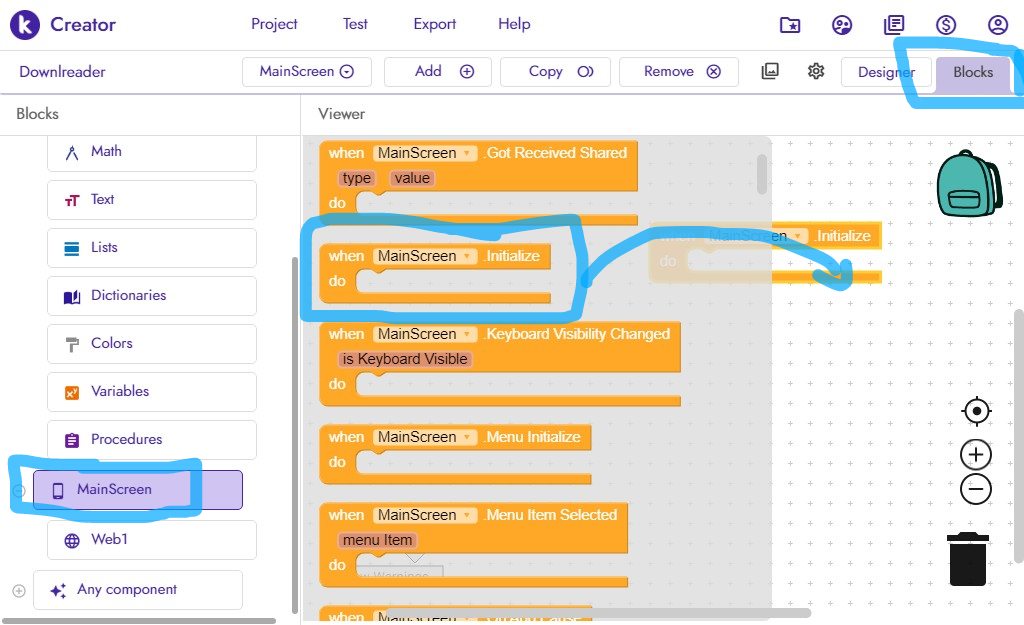 Creator
Project Test Export Help
Downlreader
MainScreen Add Copy Remove Designer Blocks
Blocks
Viewer
Math
Text
Lists
Dictionaries
Colors
Variables
Procedures
MainScreen
Web1
Any component
when MainScreen .Got Received Shared
type value
do
when MainScreen .Initialize
do
when MainScreen .Keyboard Visibility Changed
is Keyboard Visible
do
when MainScreen .Menu Initialize
do
when MainScreen .Menu Item Selected
menu Item
do
Warnings
when MainScreen
MainScreen .Initialize
do